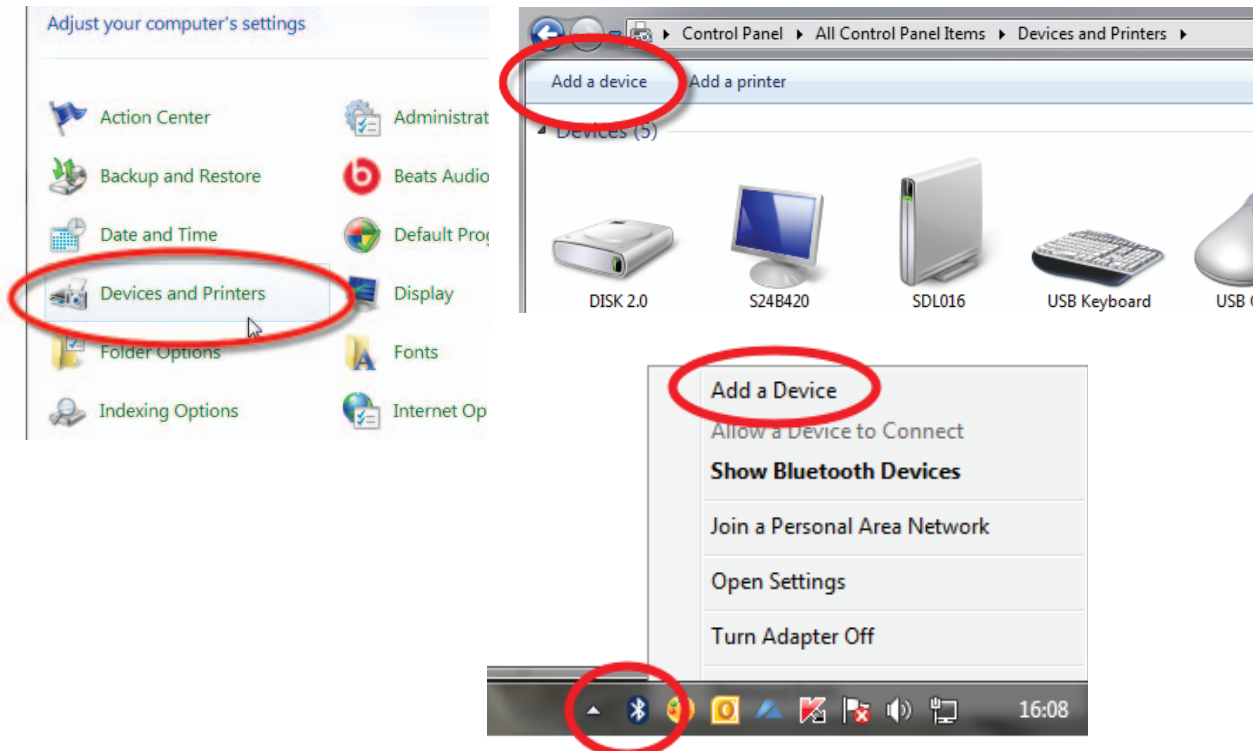 Adjust your computer's settings
Action Center
Administrat
Backup and Restore
Beats Audio
Date and Time
Default Prog
Devices and Printers
Display
Folder Options
Fonts
Indexing Options
Internet Op
Control Panel All Control Panel Items Devices and Printers
Add a device Add a printer
Devices (5)
DISK 2.0 S24B420 SDL016 USB Keyboard USB
Add a Device
Allow a Device to Connect
Show Bluetooth Devices
Join a Personal Area Network
Open Settings
Turn Adapter Off
16:08